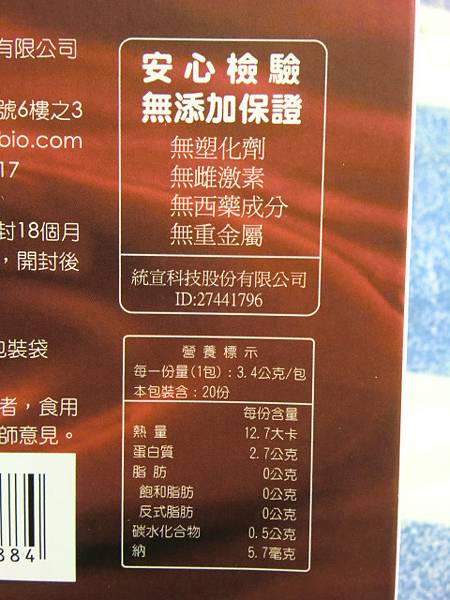 有限公司
號6樓之3
bio.com
17
封18個月
，開封後
包裝袋
者，食用
師意見。
884
安心檢驗
無添加保證
無塑化劑
無雌激素
無西藥成分
無重金屬
統宣科技股份有限公司
ID:27441796
營養標示
每一份量(1包)：3.4公克/包
本包裝含：20份
每份含量
熱量 12.7大卡
蛋白質 2.7公克
脂肪 0公克
飽和脂肪 0公克
反式脂肪 0公克
碳水化合物 0.5公克
納 5.7毫克